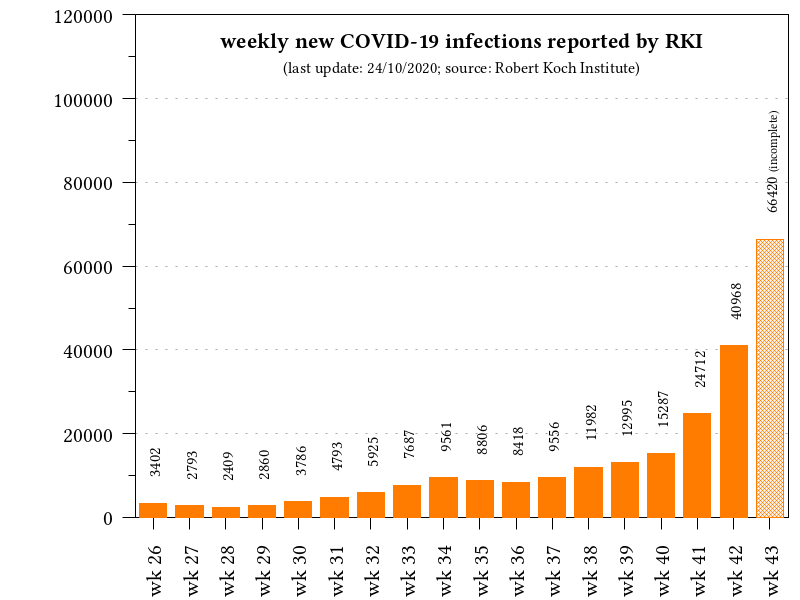 weekly new COVID-19 infections reported by RKI
(last update: 24/10/2020; source: Robert Koch Institute)
120000
100000
80000
60000
40000
20000
0
3402
2793
2409
2860
3786
4793
5925
7687
9561
8806
8418
9556
11982
12995
15287
24712
40968
66420 (incomplete)
wk 26
wk 27
wk 28
wk 29
wk 30
wk 31
wk 32
wk 33
wk 34
wk 35
wk 36
wk 37
wk 38
wk 39
wk 40
wk 41
wk 42
wk 43